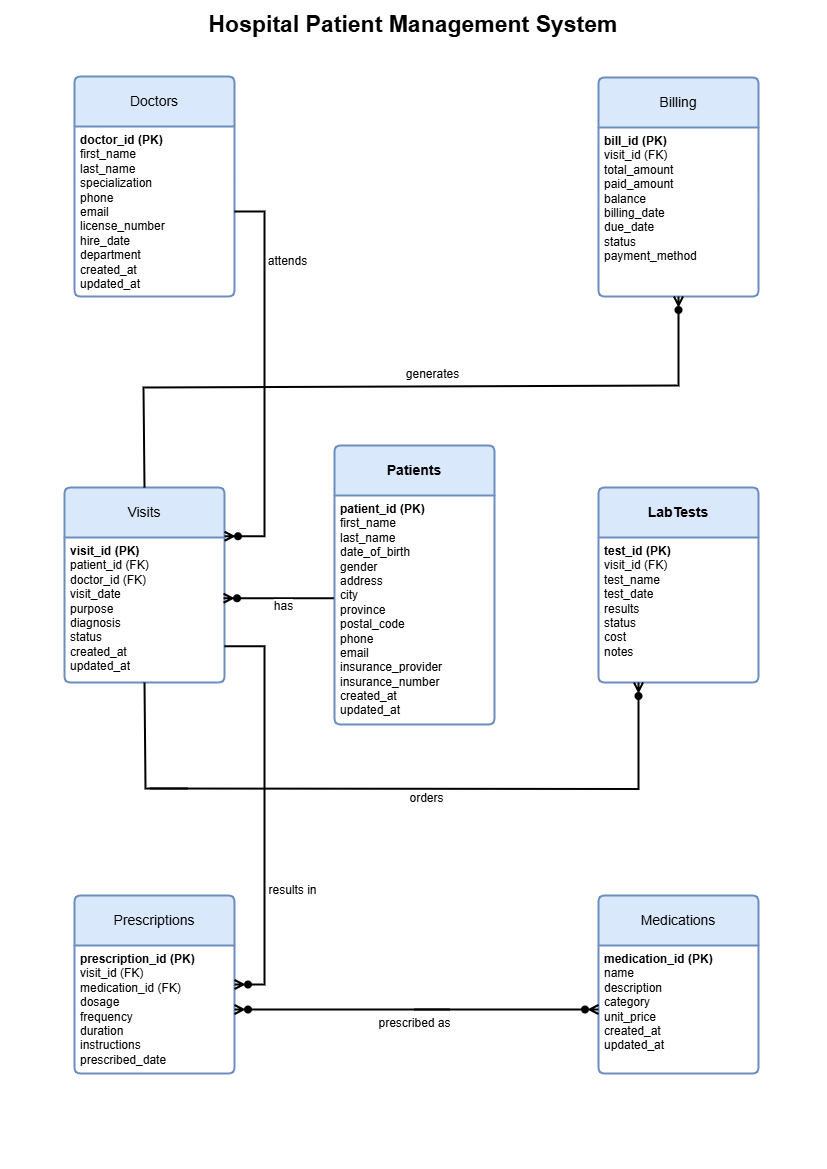 Hospital Patient Management System
Doctors
doctor_id (PK)
first_name
last_name
specialization
phone
email
license_number
hire_date
department
created_at
updated_at
Billing
bill_id (PK)
visit_id (FK)
total_amount
paid_amount
balance
billing_date
due_date
status
payment_method
attends
generates
Visits
visit_id (PK)
patient_id (FK)
doctor_id (FK)
visit_date
purpose
diagnosis
status
created_at
updated_at
has
Patients
patient_id (PK)
first_name
last_name
date_of_birth
gender
address
city
province
postal_code
phone
email
insurance_provider
insurance_number
created_at
updated_at
LabTests
test_id (PK)
visit_id (FK)
test_name
test_date
results
status
cost
notes
orders
results in
Prescriptions
prescription_id (PK)
visit_id (FK)
medication_id (FK)
dosage
frequency
duration
instructions
prescribed_date
prescribed as
Medications
medication_id (PK)
name
description
category
unit_price
created_at
updated_at